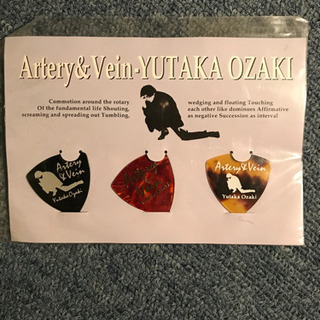 Artery&Vein-YUTAKA OZAKI
Commotion around the rotary
Of the fundamental life Shouting,
screaming and spreading out Tumbling,
wedging and floating Touching
each other like dominoes Affirmative
as negative Succession as interval
Artery
&Vein
Yutaka Ozaki
Artery
&Vein
Yutaka Ozaki